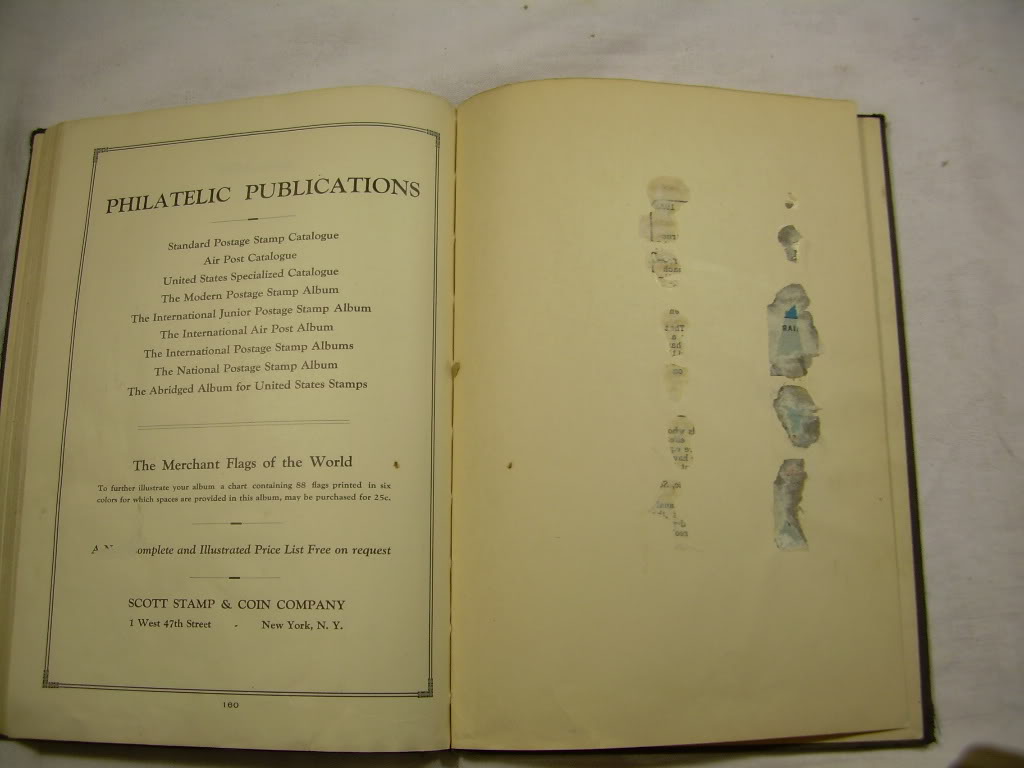 PHILATELIC PUBLICATIONS
Standard Postage Stamp Catalogue
Air Post Catalogue
United States Specialized Catalogue
The Modern Postage Stamp Album
The International Junior Postage Stamp Album
The International Air Post Album
The International Postage Stamp Albums
The National Postage Stamp Album
The Abridged Album for United States Stamps
The Merchant Flags of the World
To further illustrate your album a chart containing 88 flags printed in six
colors for which spaces are provided in this album, may be purchased for 25c.
omplete and Illustrated Price List Free on request
SCOTT STAMP & COIN COMPANY
1 West 47th Street - New York, N. Y.
160